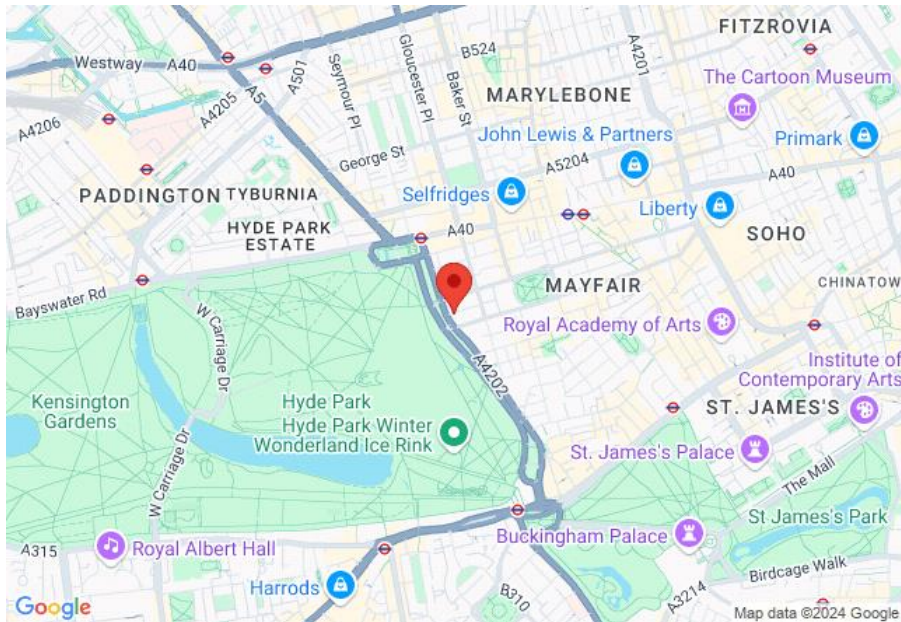 FITZROVIA
Westway
A40
A501
Seymour Pl
Gloucester Pl
Baker St
B524
A4201
The Cartoon Museum
MARYLEBONE
A4206
A4205
A5
John Lewis & Partners
Primark
George St
A5204
A40
PADDINGTON
TYBURNIA
Selfridges
Liberty
HYDE PARK
ESTATE
A40
SOHO
MAYFAIR
CHINATOW
Bayswater Rd
W Carriage Dr
Royal Academy of Arts
A4202
Institute of
Contemporary Arts
Kensington
Gardens
Hyde Park
Hyde Park Winter
Wonderland Ice Rink
ST. JAMES'S
W Carriage Dr
St. James's Palace
The Mall
St James's Park
A315
Royal Albert Hall
Buckingham Palace
Harrods
B310
A3214
Birdcage Walk
Google
Map data ©2024 Google